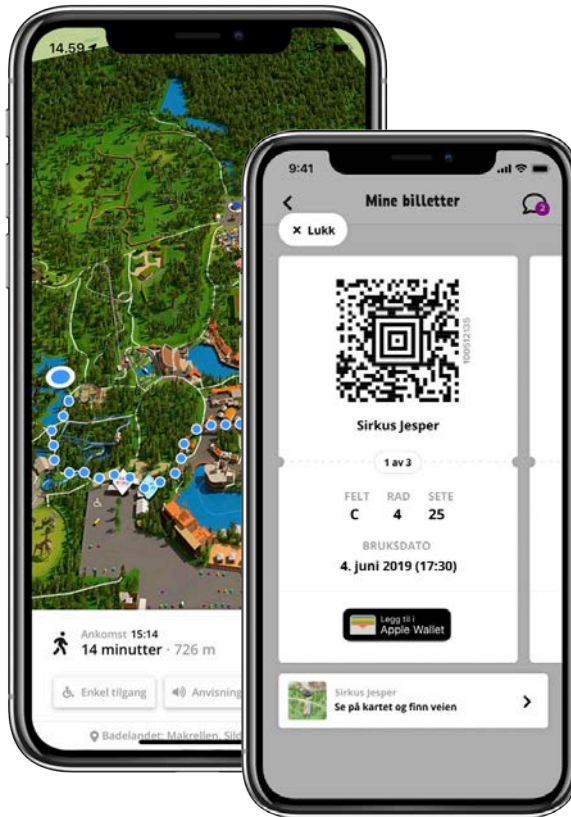 14.59
Ankomst 15:14
14 minutter · 726 m
Enkel tilgang
Anvisning
Badelandet: Makrellen, Sild
9:41
Mine billetter
2
× Lukk
100512135
Sirkus Jesper
1 av 3
FELT RAD SETE
C 4 25
BRUKSDATO
4. juni 2019 (17:30)
Legg til i
Apple Wallet
Sirkus Jesper
Se på kartet og finn veien